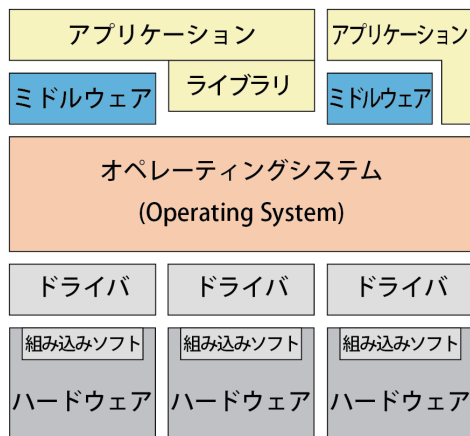 アプリケーション
アプリケーション
ライブラリ
ミドルウェア
ミドルウェア
オペレーティングシステム
(Operating System)
ドライバ
ドライバ
ドライバ
組み込みソフト
組み込みソフト
組み込みソフト
ハードウェア
ハードウェア
ハードウェア